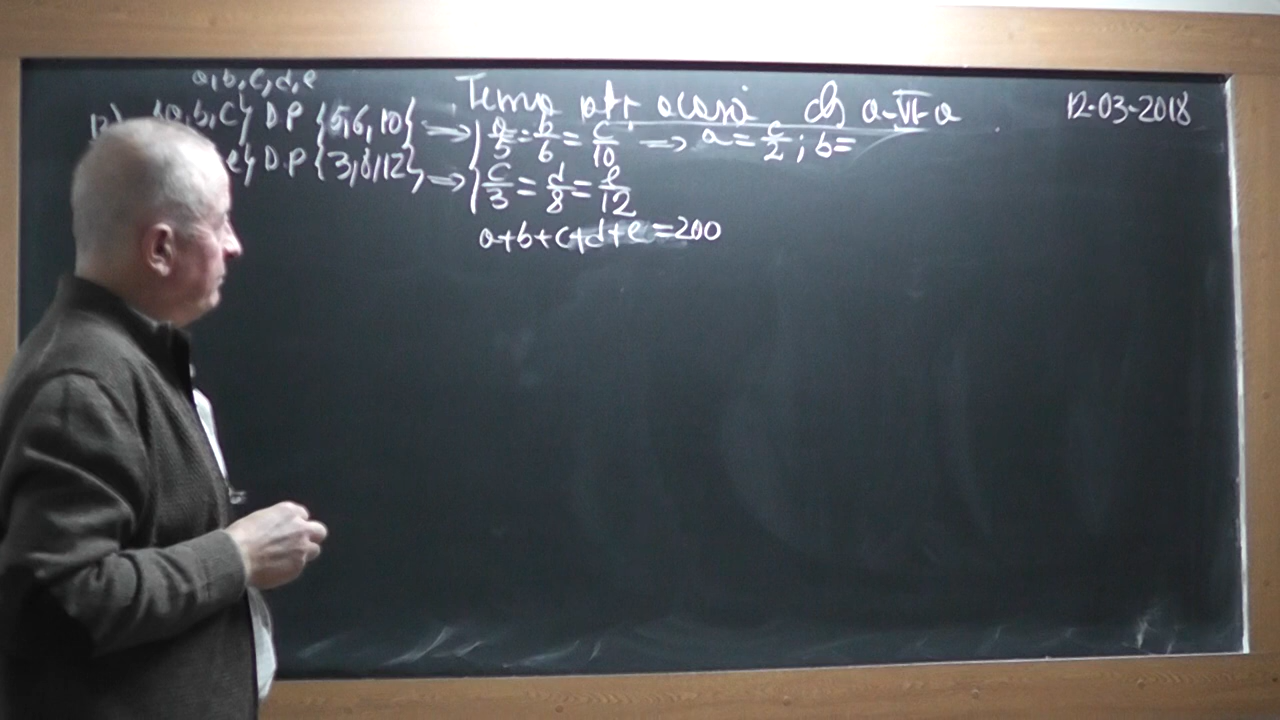 a,b,c,d,e
Tema ptr acasă cls a-VI-a
12-03-2018
{a,b,c} D P {5,6,10} => a/5 = b/6 = c/10 => a = c/2 ; b =
e} D.P {3,8,12} => c/3 = d/8 = e/12
a+b+c+d+e=200